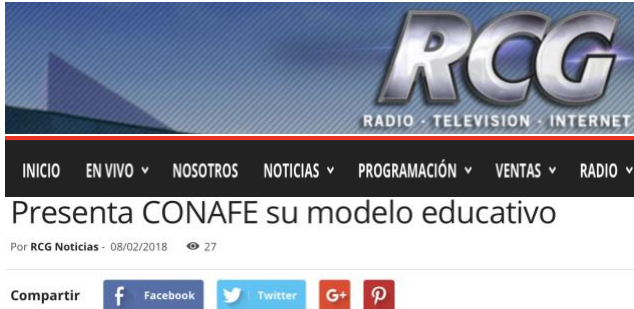 RCG
RADIO · TELEVISION · INTERNET
INICIO EN VIVO NOSOTROS NOTICIAS PROGRAMACIÓN VENTAS RADIO
Presenta CONAFE su modelo educativo
Por RCG Noticias - 08/02/2018 27
Compartir f Facebook Twitter G+